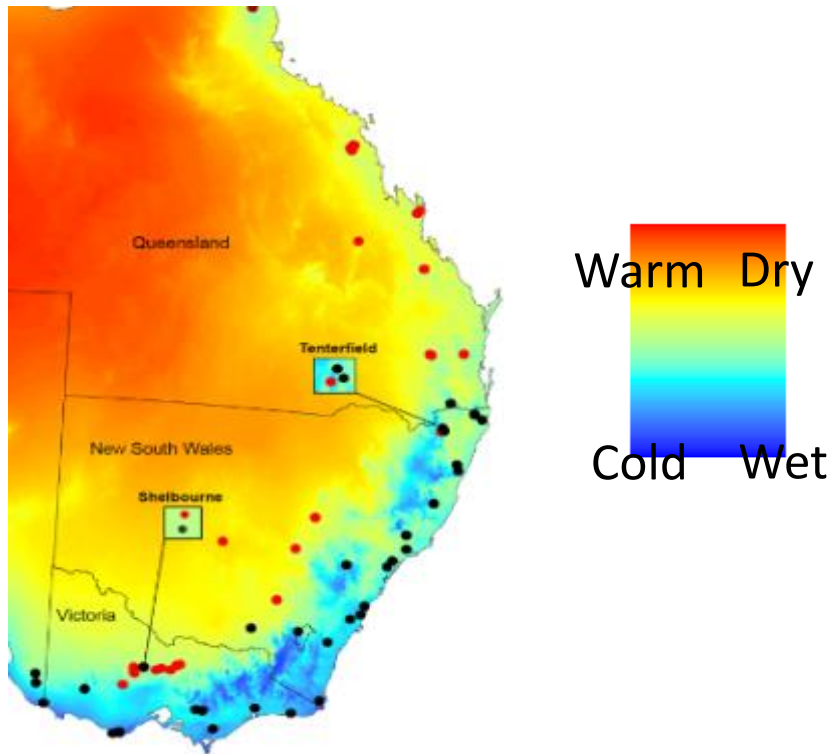 Queensland
Tenterfield
New South Wales
Shelbourne
Victoria
Warm Dry
Cold Wet